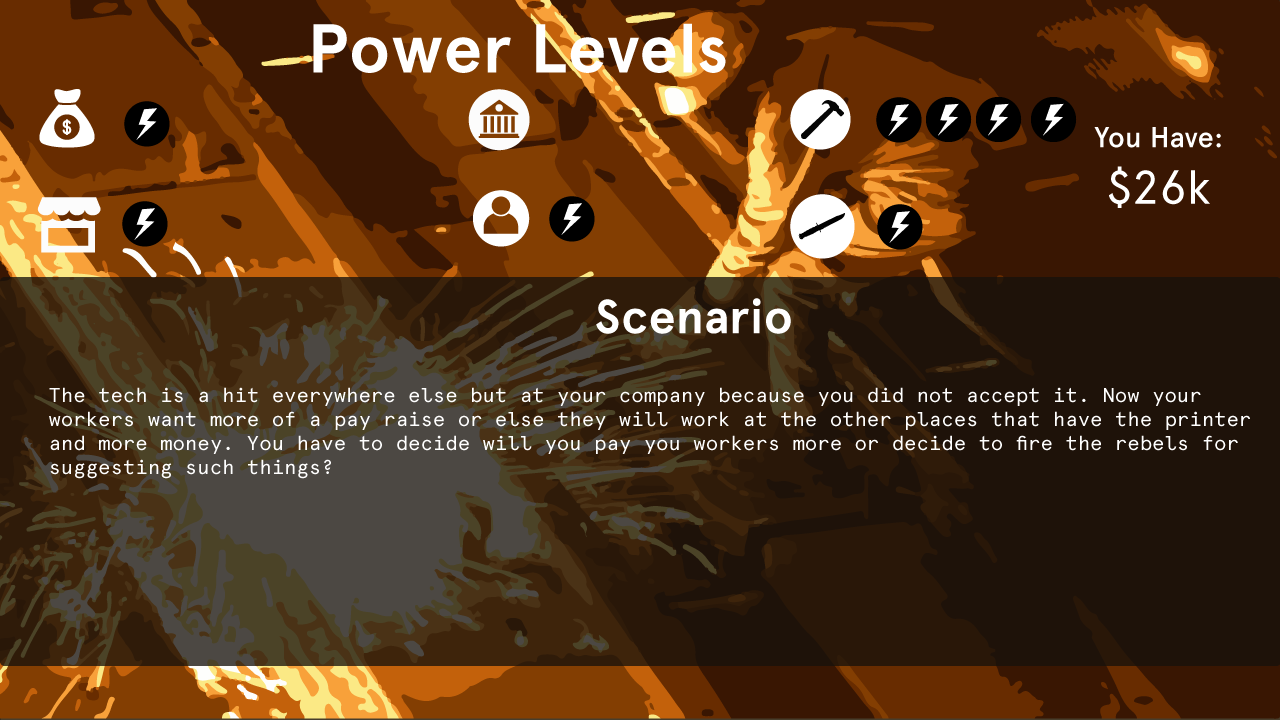 Power Levels
$
You Have:
$26k
Scenario
The tech is a hit everywhere else but at your company because you did not accept it. Now your
workers want more of a pay raise or else they will work at the other places that have the printer
and more money. You have to decide will you pay you workers more or decide to fire the rebels for
suggesting such things?